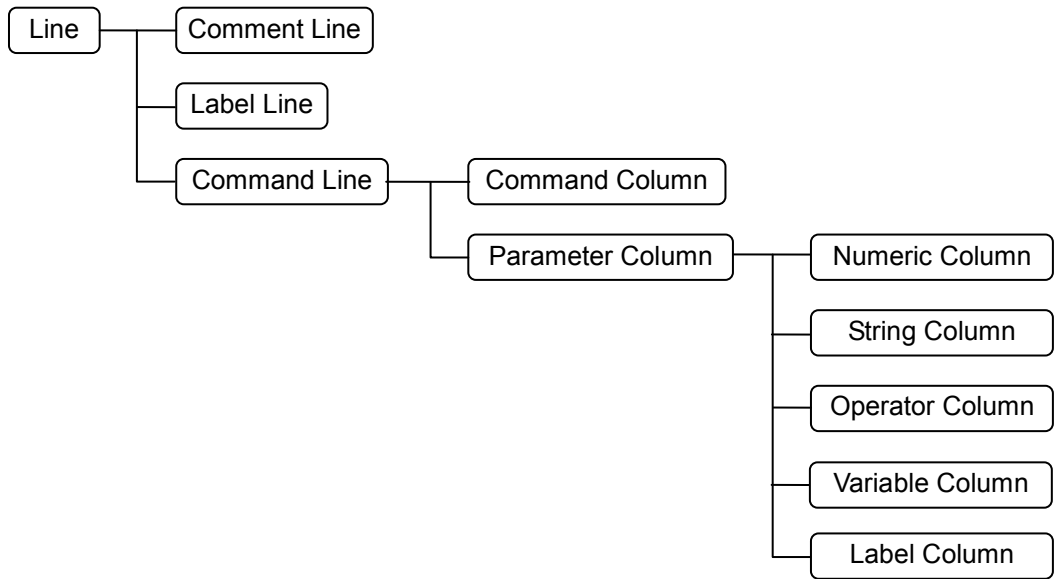 Line
Comment Line
Label Line
Command Line
Command Column
Parameter Column
Numeric Column
String Column
Operator Column
Variable Column
Label Column